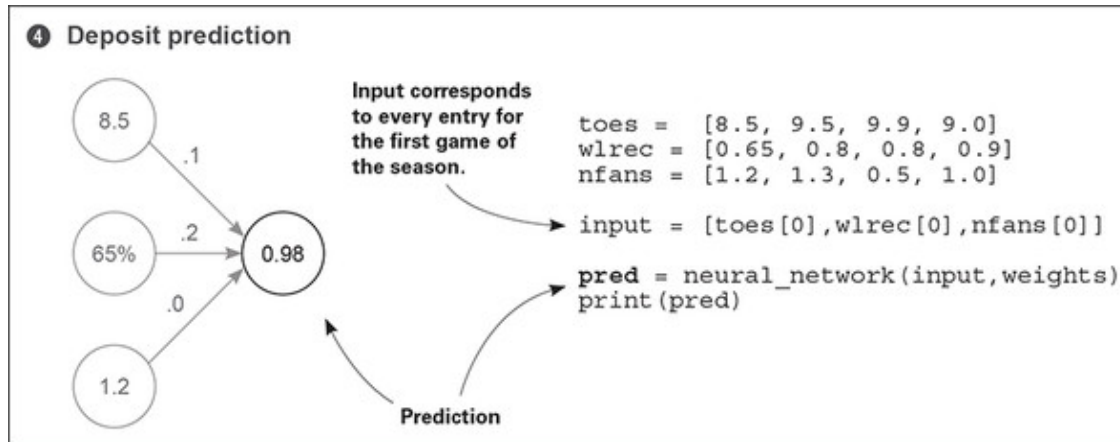 4 Deposit prediction
8.5
.1
65%
.2
0.98
.0
1.2
Input corresponds
to every entry for
the first game of
the season.
Prediction
toes =  [8.5, 9.5, 9.9, 9.0]
wlrec = [0.65, 0.8, 0.8, 0.9]
nfans = [1.2, 1.3, 0.5, 1.0]
input = [toes[0],wlrec[0],nfans[0]]
pred = neural_network(input,weights)
print(pred)